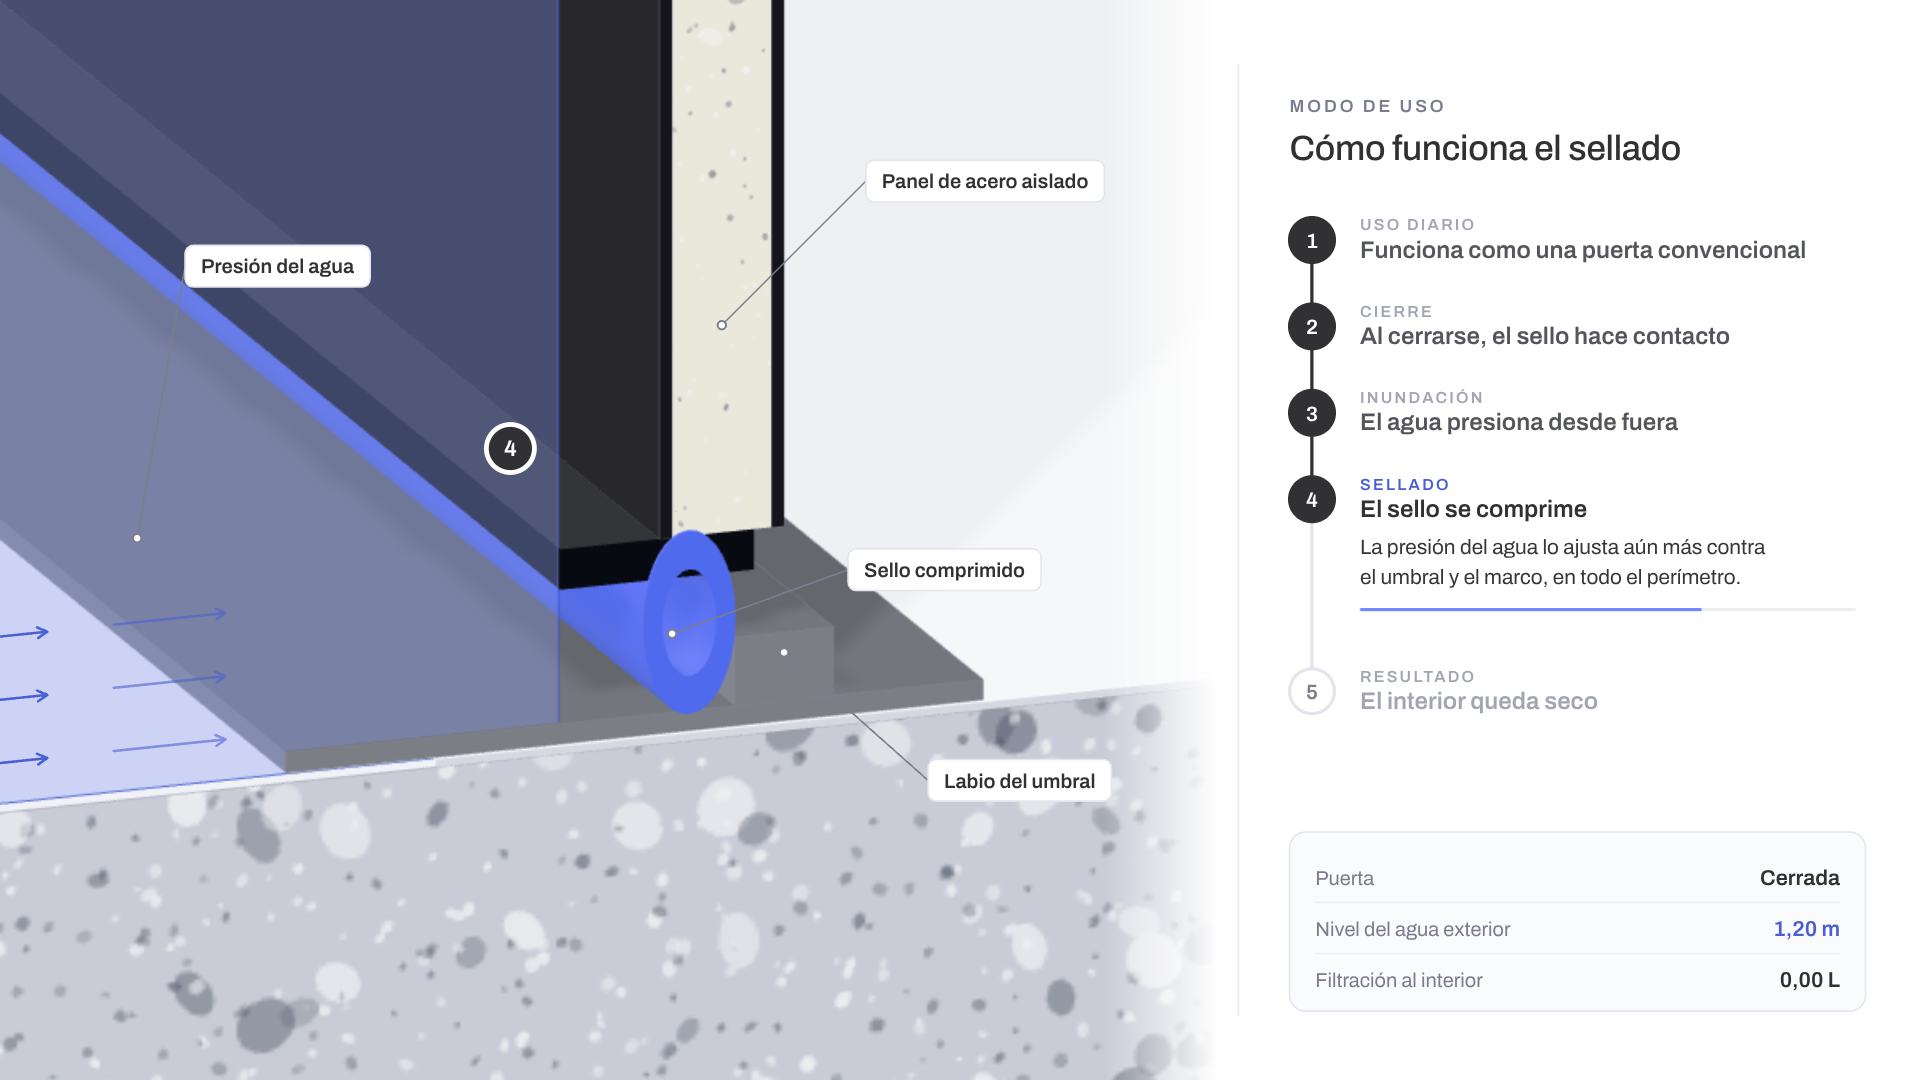 Panel de acero aislado
Presión del agua
4
Sello comprimido
Labio del umbral
MODO DE USO
Cómo funciona el sellado
1
USO DIARIO
Funciona como una puerta convencional
2
CIERRE
Al cerrarse, el sello hace contacto
3
INUNDACIÓN
El agua presiona desde fuera
4
SELLADO
El sello se comprime
La presión del agua lo ajusta aún más contra
el umbral y el marco, en todo el perímetro.
5
RESULTADO
El interior queda seco
Puerta Cerrada
Nivel del agua exterior 1,20 m
Filtración al interior 0,00 L